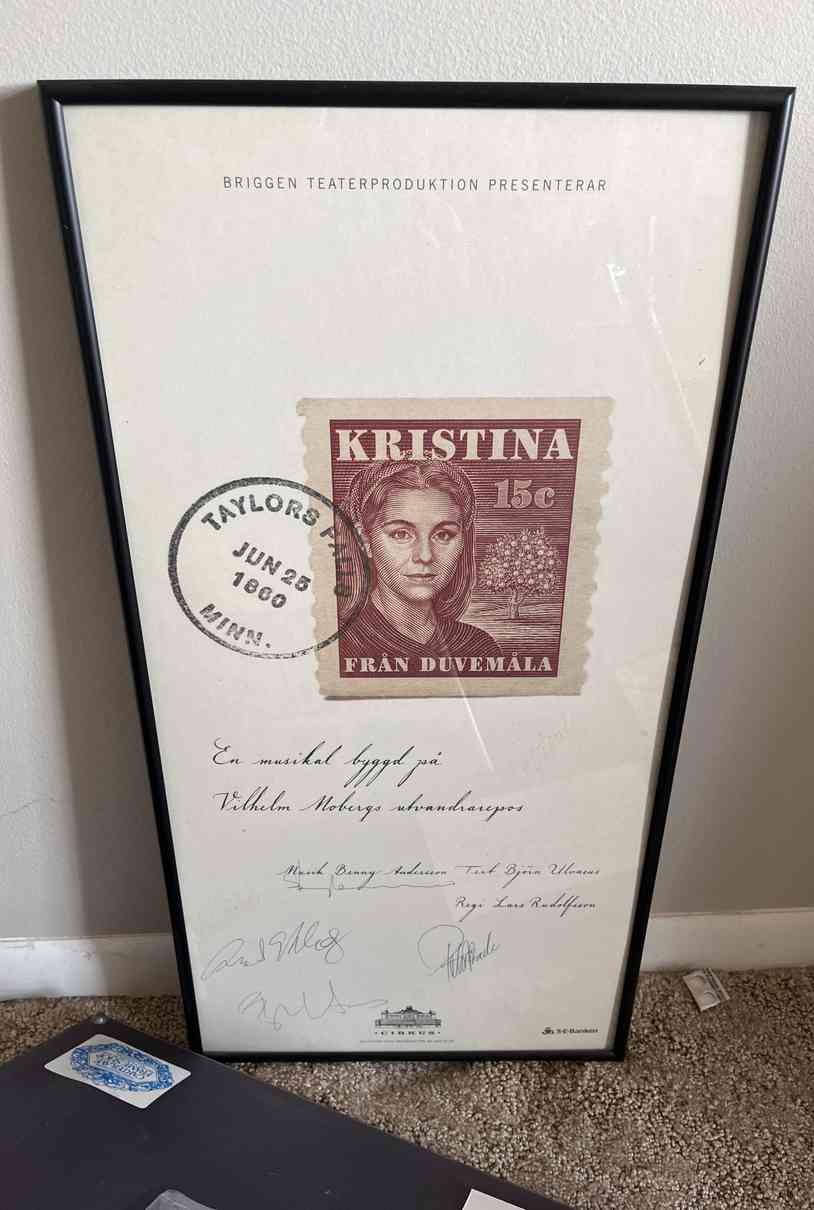 BRIGGEN TEATERPRODUKTION PRESENTERAR
KRISTINA
15c
TAYLORS FALLS
JUN 25
1860
MINN.
FRÅN DUVEMÅLA
En musikal byggd på
Vilhelm Mobergs utvandrarepos
Musik Benny Andersson Text Björn Ulvaeus
Regi Lars Rudolfsson
CIRKUS
S-E-Banken